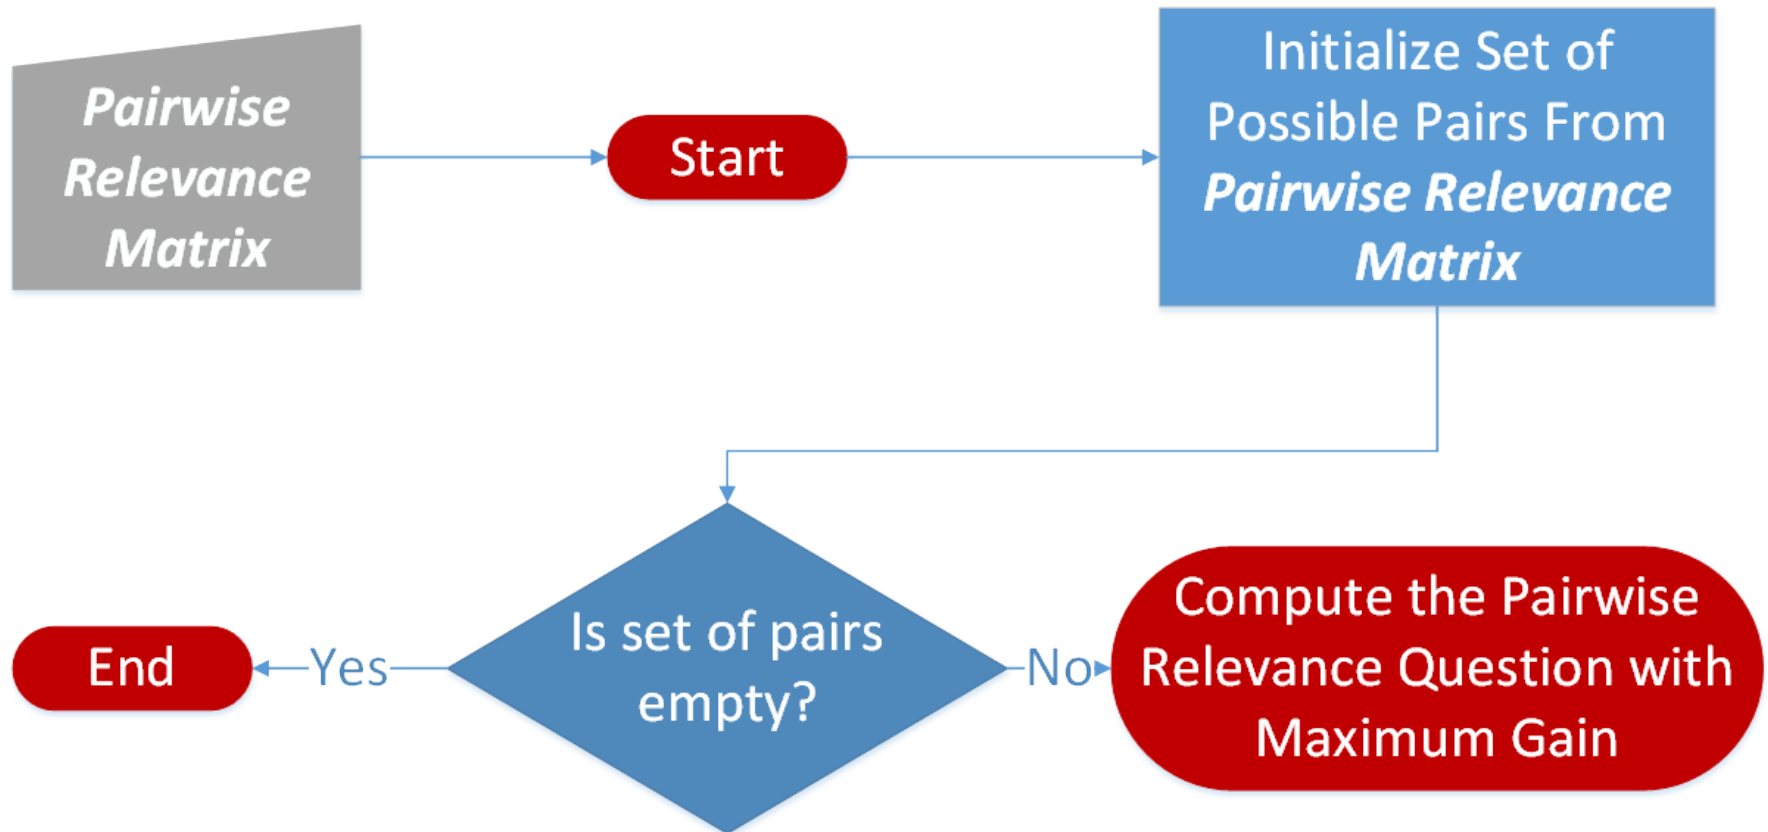 Pairwise
Relevance
Matrix
Start
Initialize Set of
Possible Pairs From
Pairwise Relevance
Matrix
Is set of pairs
empty?
Yes
End
No
Compute the Pairwise
Relevance Question with
Maximum Gain